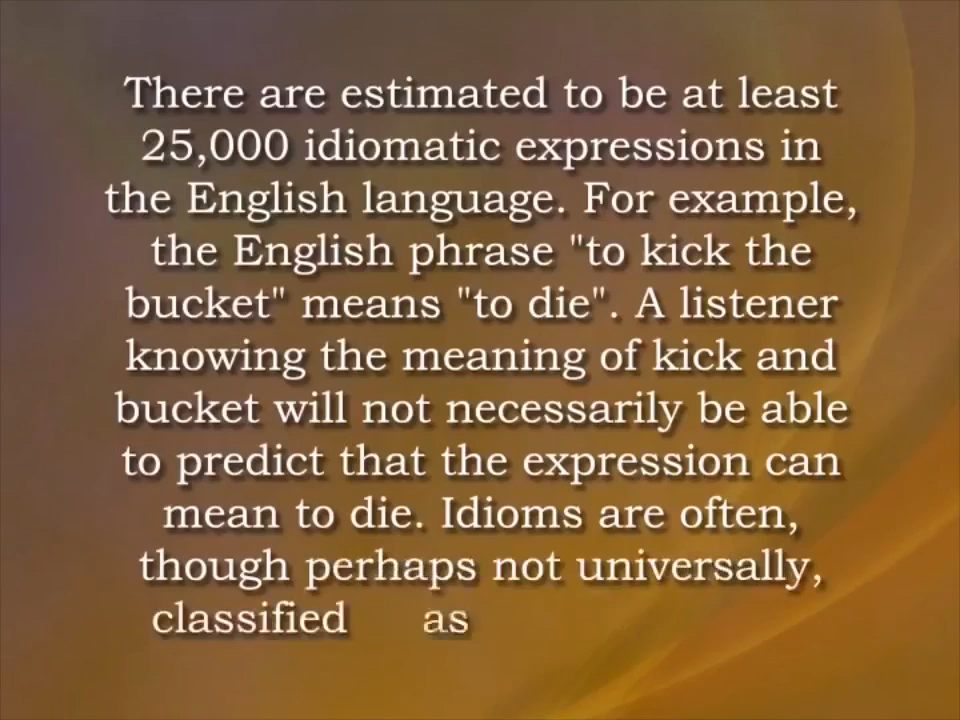 There are estimated to be at least
25,000 idiomatic expressions in
the English language. For example,
the English phrase "to kick the
bucket" means "to die". A listener
knowing the meaning of kick and
bucket will not necessarily be able
to predict that the expression can
mean to die. Idioms are often,
though perhaps not universally,
classified as